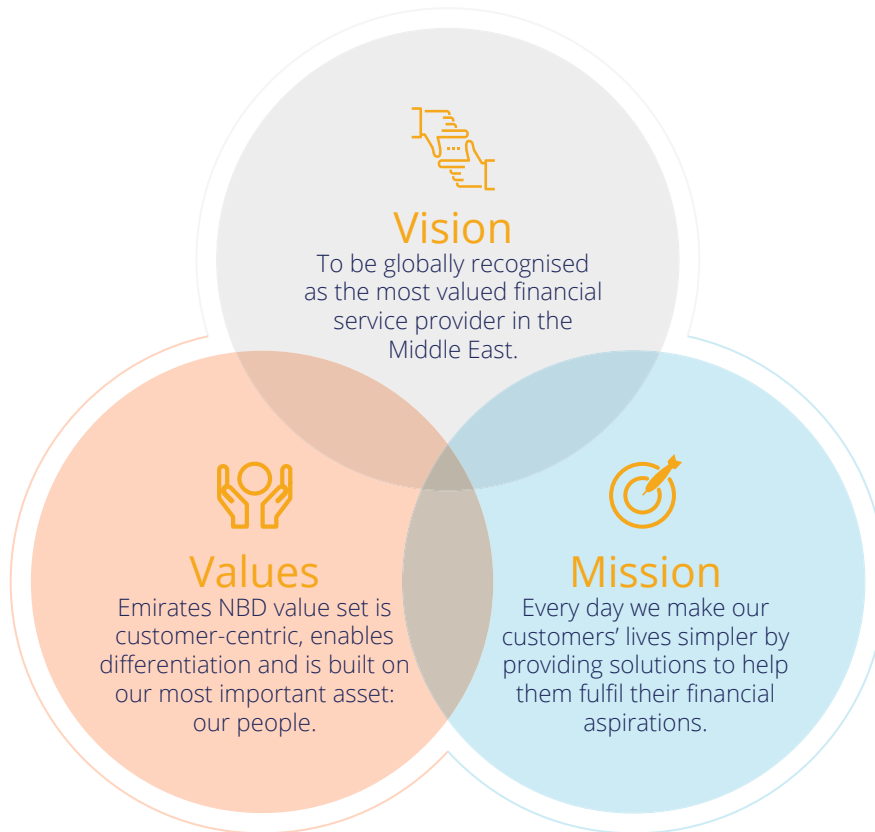 Vision
To be globally recognised
as the most valued financial
service provider in the
Middle East.
Values
Emirates NBD value set is
customer-centric, enables
differentiation and is built on
our most important asset:
our people.
Mission
Every day we make our
customers’ lives simpler by
providing solutions to help
them fulfil their financial
aspirations.